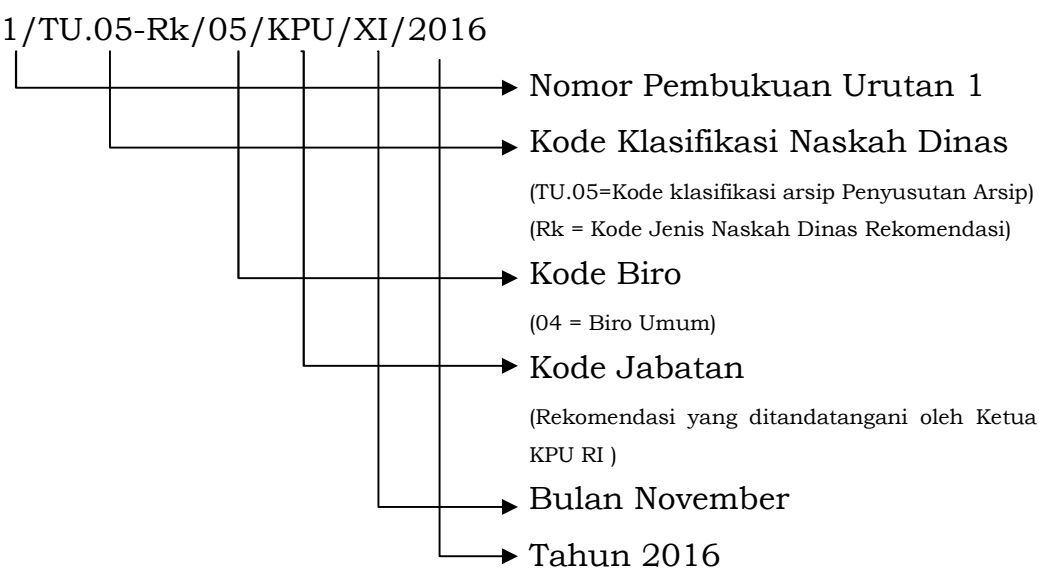 1/TU.05-Rk/05/KPU/XI/2016
Nomor Pembukuan Urutan 1
Kode Klasifikasi Naskah Dinas
(TU.05=Kode klasifikasi arsip Penyusutan Arsip)
(Rk = Kode Jenis Naskah Dinas Rekomendasi)
Kode Biro
(04 = Biro Umum)
Kode Jabatan
(Rekomendasi yang ditandatangani oleh Ketua
KPU RI )
Bulan November
Tahun 2016